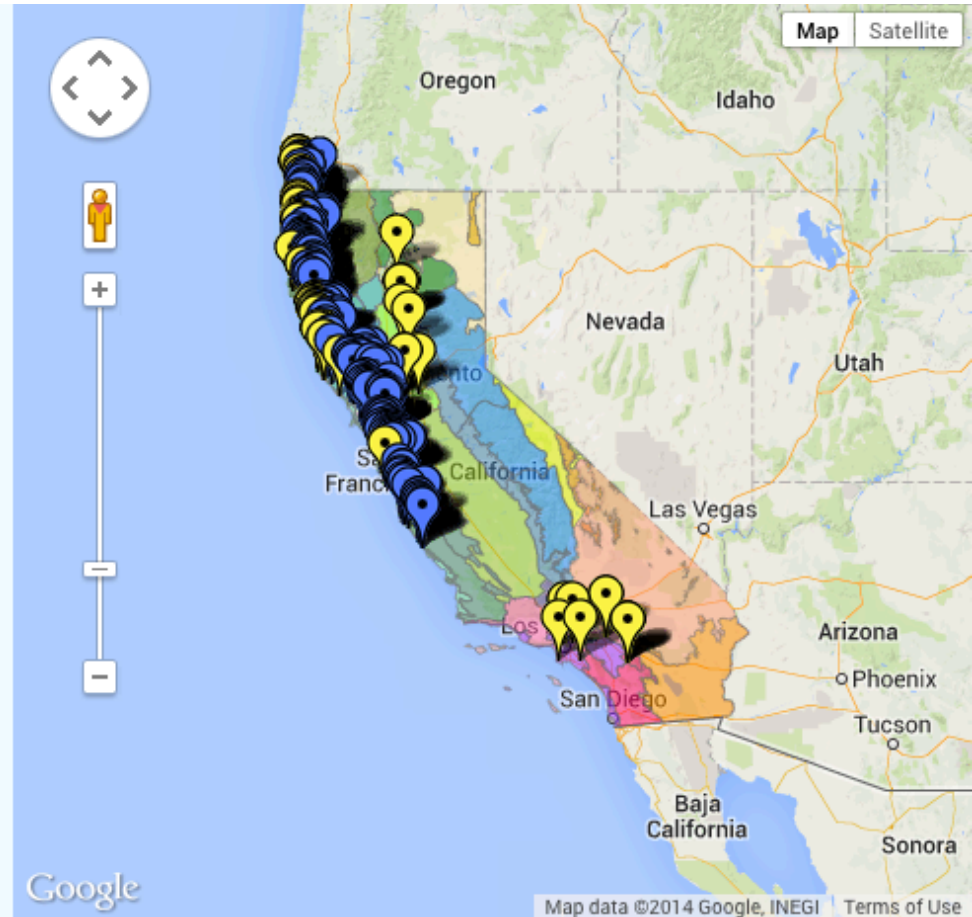 Map Satellite
Oregon
Idaho
Nevada
Utah
California
Las Vegas
Los
Arizona
Phoenix
San Diego
Tucson
Baja
California
Sonora
Google
Map data ©2014 Google, INEGI Terms of Use